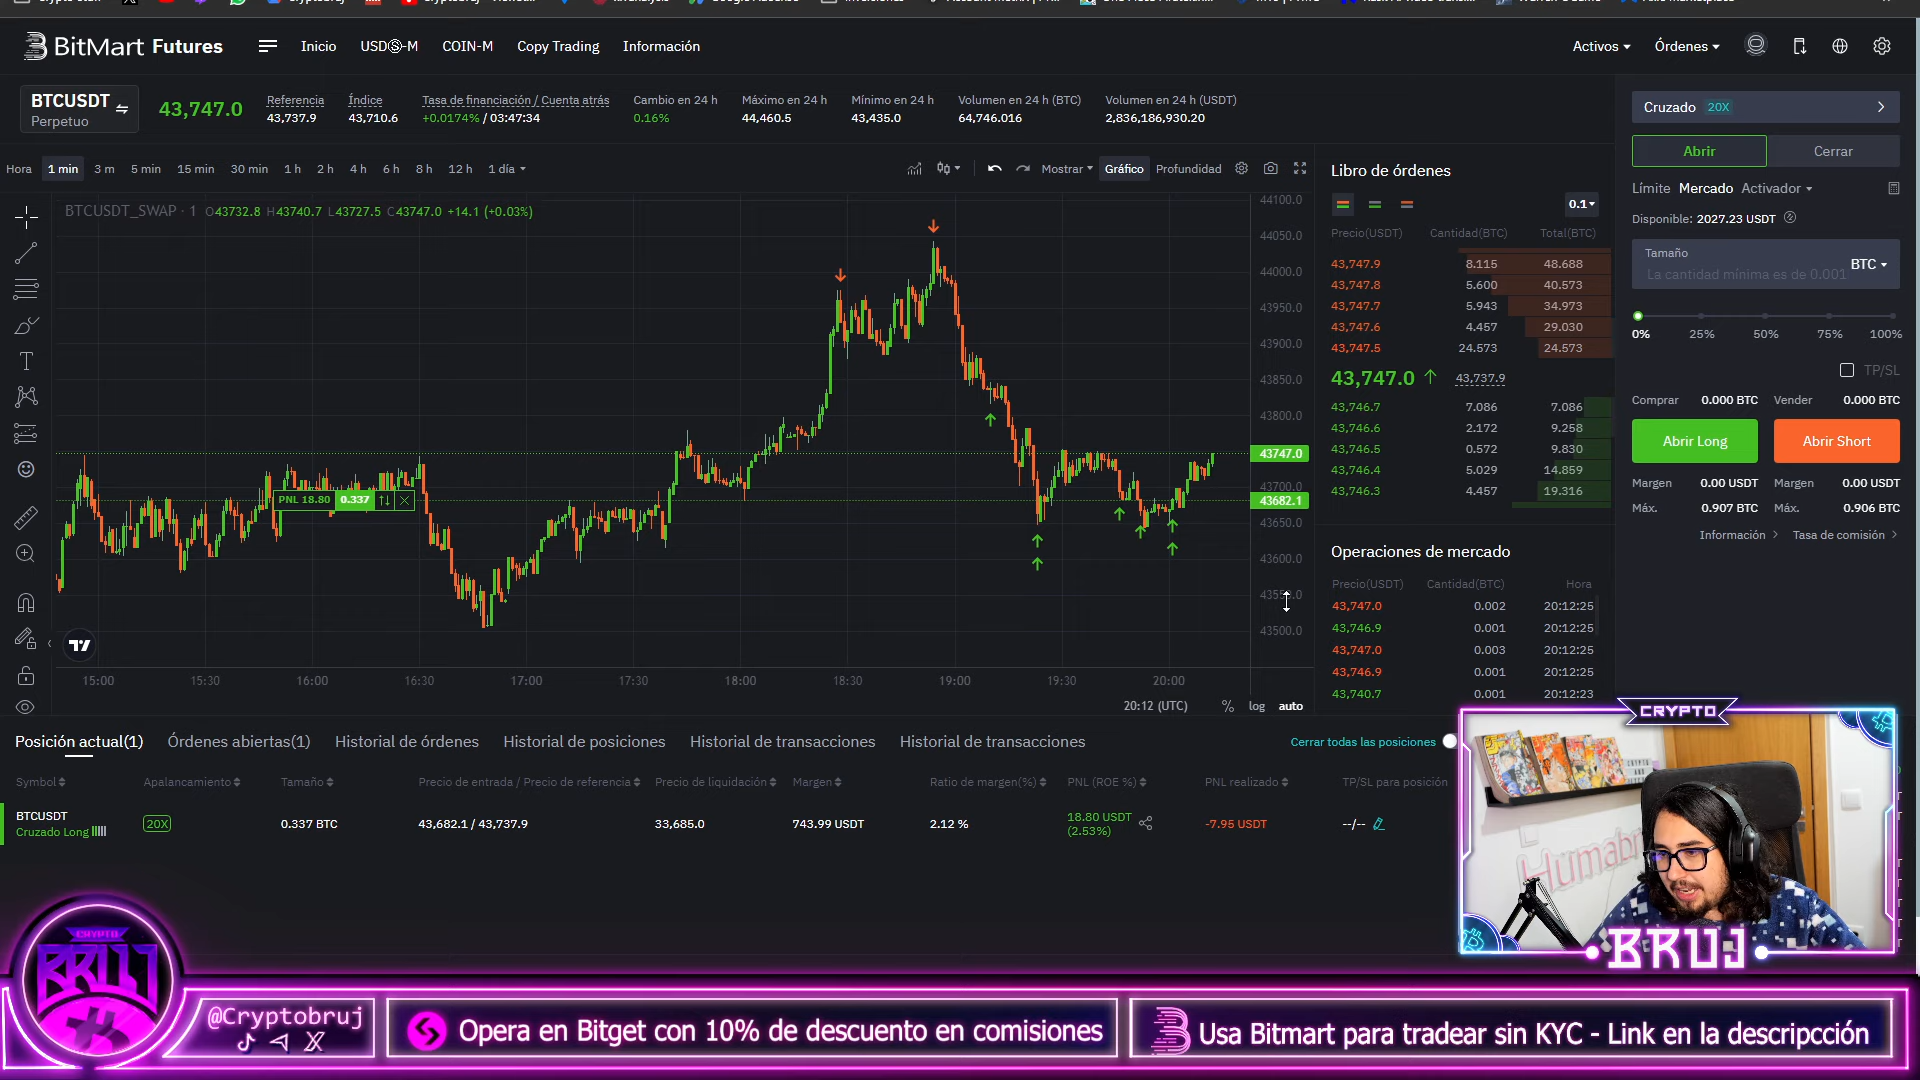 BitMart Futures
Inicio
USDⓈ-M
COIN-M
Copy Trading
Información
Activos
Órdenes
BTCUSDT
Perpetuo
43,747.0
Referencia
43,737.9
Índice
43,710.6
Tasa de financiación / Cuenta atrás
+0.0174% / 03:47:34
Cambio en 24 h
0.16%
Máximo en 24 h
44,460.5
Mínimo en 24 h
43,435.0
Volumen en 24 h (BTC)
64,746.016
Volumen en 24 h (USDT)
2,836,186,930.20
Hora 1 min 3 m 5 min 15 min 30 min 1 h 2 h 4 h 6 h 8 h 12 h 1 día
Mostrar Gráfico Profundidad
BTCUSDT_SWAP · 1 O43732.8 H43740.7 L43727.5 C43747.0 +14.1 (+0.03%)
44100.0
44050.0
44000.0
43950.0
43900.0
43850.0
43800.0
43747.0
43700.0
43682.1
43650.0
43600.0
43500.0
PNL 18.80 0.337
15:00 15:30 16:00 16:30 17:00 17:30 18:00 18:30 19:00 19:30 20:00
20:12 (UTC) % log auto
Libro de órdenes
0.1
Precio(USDT) Cantidad(BTC) Total(BTC)
43,747.9 8.115 48.688
43,747.8 5.600 40.573
43,747.7 5.943 34.973
43,747.6 4.457 29.030
43,747.5 24.573 24.573
43,747.0 43,737.9
43,746.7 7.086 7.086
43,746.6 2.172 9.258
43,746.5 0.572 9.830
43,746.4 5.029 14.859
43,746.3 4.457 19.316
Operaciones de mercado
Precio(USDT) Cantidad(BTC) Hora
43,747.0 0.002 20:12:25
43,746.9 0.001 20:12:25
43,747.0 0.003 20:12:25
43,746.9 0.001 20:12:25
43,740.7 0.001 20:12:23
Cruzado 20X
Abrir Cerrar
Límite Mercado Activador
Disponible: 2027.23 USDT
Tamaño
La cantidad mínima es de 0.001
BTC
0% 25% 50% 75% 100%
TP/SL
Comprar 0.000 BTC Vender 0.000 BTC
Abrir Long Abrir Short
Margen 0.00 USDT Margen 0.00 USDT
Máx. 0.907 BTC Máx. 0.906 BTC
Información Tasa de comisión
Posición actual(1) Órdenes abiertas(1) Historial de órdenes Historial de posiciones Historial de transacciones Historial de transacciones
Cerrar todas las posiciones
Symbol Apalancamiento Tamaño Precio de entrada / Precio de referencia Precio de liquidación Margen Ratio de margen(%) PNL (ROE %) PNL realizado TP/SL para posición
BTCUSDT
Cruzado Long
20X 0.337 BTC 43,682.1 / 43,737.9 33,685.0 743.99 USDT 2.12 % 18.80 USDT
(2.53%)
-7.95 USDT --/--
CRYPTO
BRUJ
CRYPTO
BRUJ
@Cryptobruj
Opera en Bitget con 10% de descuento en comisiones
Usa Bitmart para tradear sin KYC - Link en la descripcción